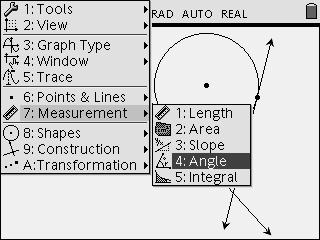 RAD AUTO REAL
1: Tools
2: View
3: Graph Type
4: Window
5: Trace
6: Points & Lines
7: Measurement
8: Shapes
9: Construction
A: Transformation
1: Length
2: Area
3: Slope
4: Angle
5: Integral